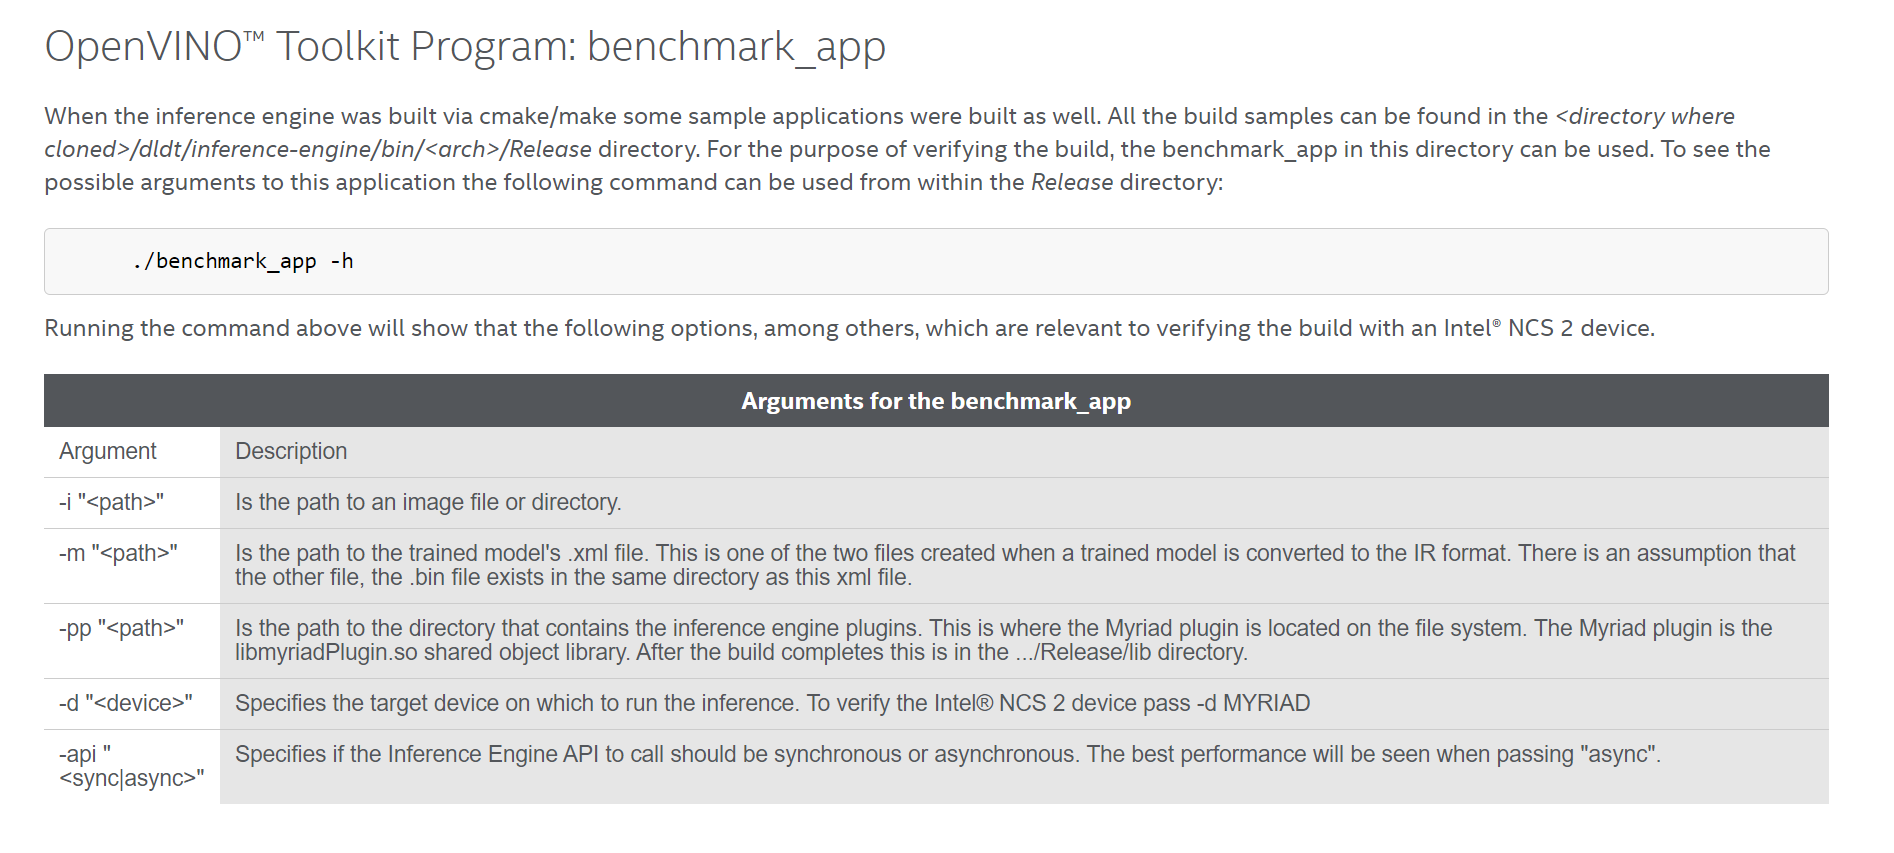 OpenVINO™ Toolkit Program: benchmark_app
When the inference engine was built via cmake/make some sample applications were built as well. All the build samples can be found in the <directory where
cloned>/dldt/inference-engine/bin/<arch>/Release directory. For the purpose of verifying the build, the benchmark_app in this directory can be used. To see the
possible arguments to this application the following command can be used from within the Release directory:
./benchmark_app -h
Running the command above will show that the following options, among others, which are relevant to verifying the build with an Intel® NCS 2 device.
Arguments for the benchmark_app
Argument Description
-i "<path>" Is the path to an image file or directory.
-m "<path>" Is the path to the trained model's .xml file. This is one of the two files created when a trained model is converted to the IR format. There is an assumption that
the other file, the .bin file exists in the same directory as this xml file.
-pp "<path>" Is the path to the directory that contains the inference engine plugins. This is where the Myriad plugin is located on the file system. The Myriad plugin is the
libmyriadPlugin.so shared object library. After the build completes this is in the .../Release/lib directory.
-d "<device>" Specifies the target device on which to run the inference. To verify the Intel® NCS 2 device pass -d MYRIAD
-api " Specifies if the Inference Engine API to call should be synchronous or asynchronous. The best performance will be seen when passing "async".
<sync|async>"